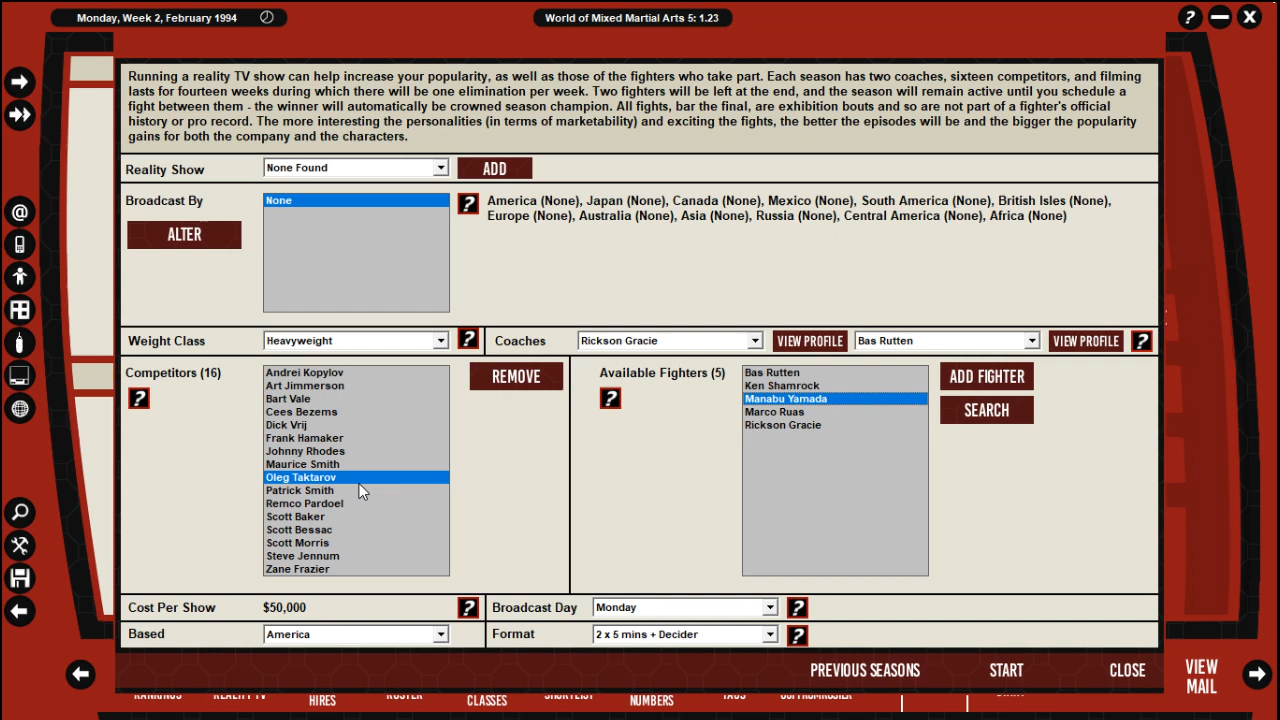 Monday, Week 2, February 1994
World of Mixed Martial Arts 5: 1.23
?
X
Running a reality TV show can help increase your popularity, as well as those of the fighters who take part. Each season has two coaches, sixteen competitors, and filming
lasts for fourteen weeks during which there will be one elimination per week. Two fighters will be left at the end, and the season will remain active until you schedule a
fight between them - the winner will automatically be crowned season champion. All fights, bar the final, are exhibition bouts and so are not part of a fighter's official
history or pro record. The more interesting the personalities (in terms of marketability) and exciting the fights, the better the episodes will be and the bigger the popularity
gains for both the company and the characters.
Reality Show
None Found
ADD
Broadcast By
None
?
America (None), Japan (None), Canada (None), Mexico (None), South America (None), British Isles (None),
Europe (None), Australia (None), Asia (None), Russia (None), Central America (None), Africa (None)
ALTER
@
Weight Class
Heavyweight
?
Coaches
Rickson Gracie
VIEW PROFILE
Bas Rutten
VIEW PROFILE
?
Competitors (16)
?
Andrei Kopylov
Art Jimmerson
Bart Vale
Cees Bezems
Dick Vrij
Frank Hamaker
Johnny Rhodes
Maurice Smith
Oleg Taktarov
Patrick Smith
Remco Pardoel
Scott Baker
Scott Bessac
Scott Morris
Steve Jennum
Zane Frazier
REMOVE
Available Fighters (5)
?
Bas Rutten
Ken Shamrock
Manabu Yamada
Marco Ruas
Rickson Gracie
ADD FIGHTER
SEARCH
Cost Per Show
$50,000
?
Broadcast Day
Monday
?
Based
America
Format
2 x 5 mins + Decider
?
PREVIOUS SEASONS
START
CLOSE
VIEW
MAIL
RANKINGS
REALITY TV
HIRES
ROSTER
CLASSES
SHORTLIST
NUMBERS